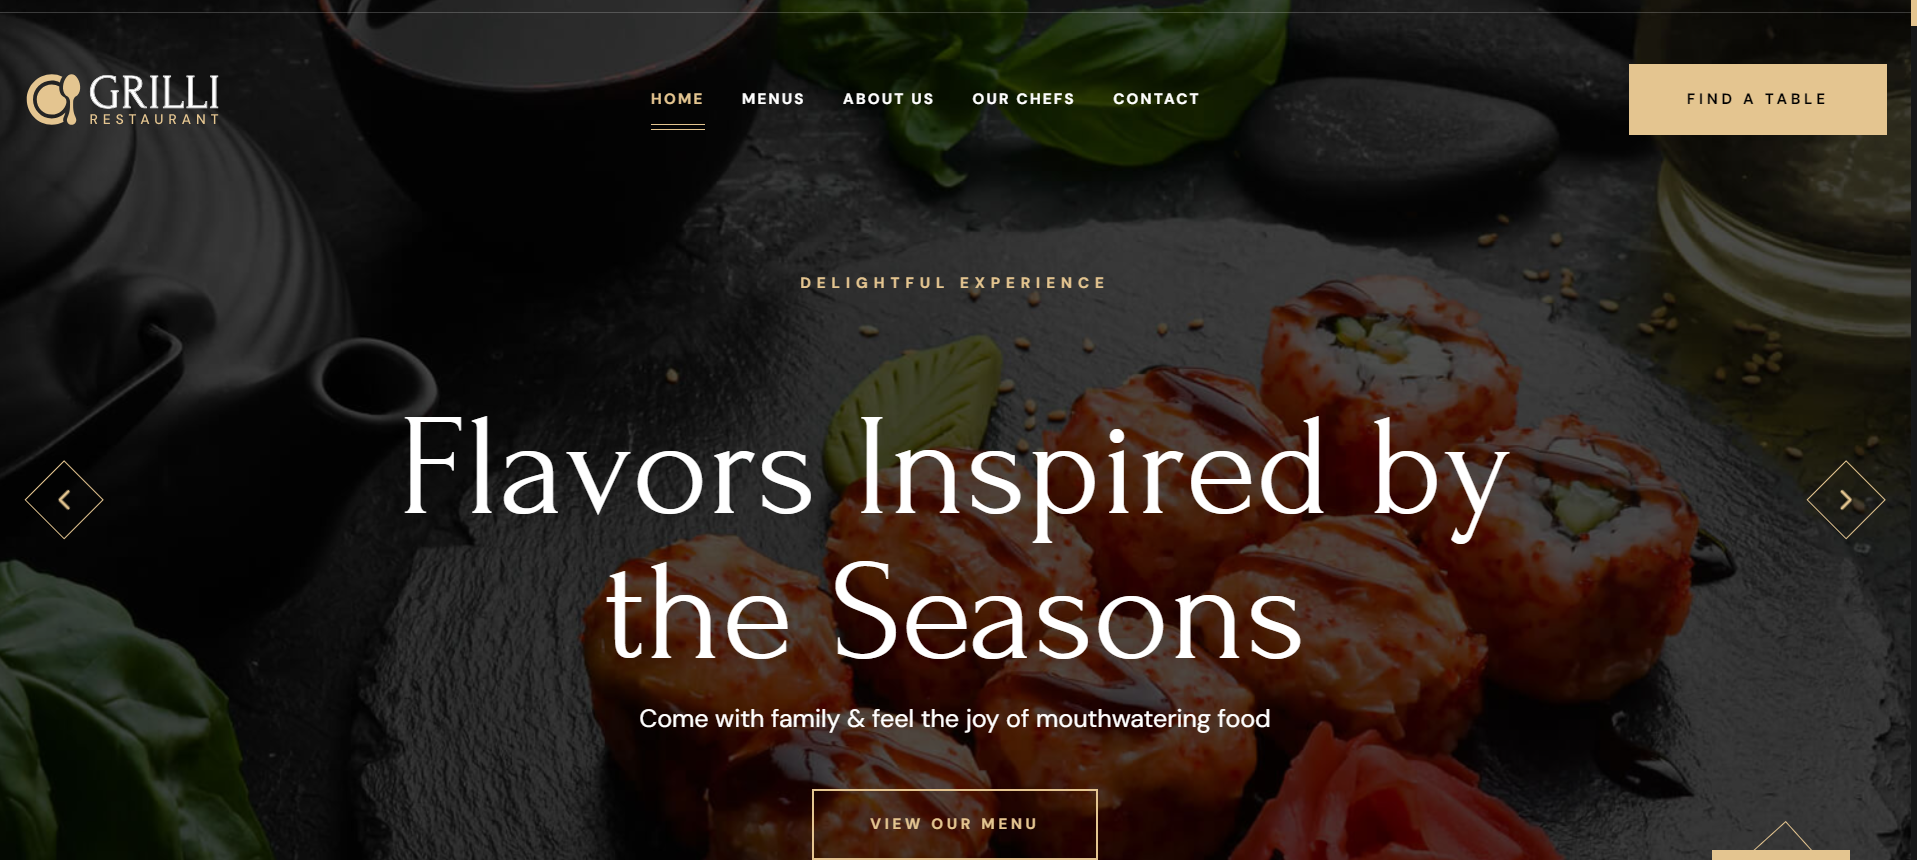 GRILLI
RESTAURANT
HOME MENUS ABOUT US OUR CHEFS CONTACT
FIND A TABLE
DELIGHTFUL EXPERIENCE
Flavors Inspired by
the Seasons
Come with family & feel the joy of mouthwatering food
VIEW OUR MENU